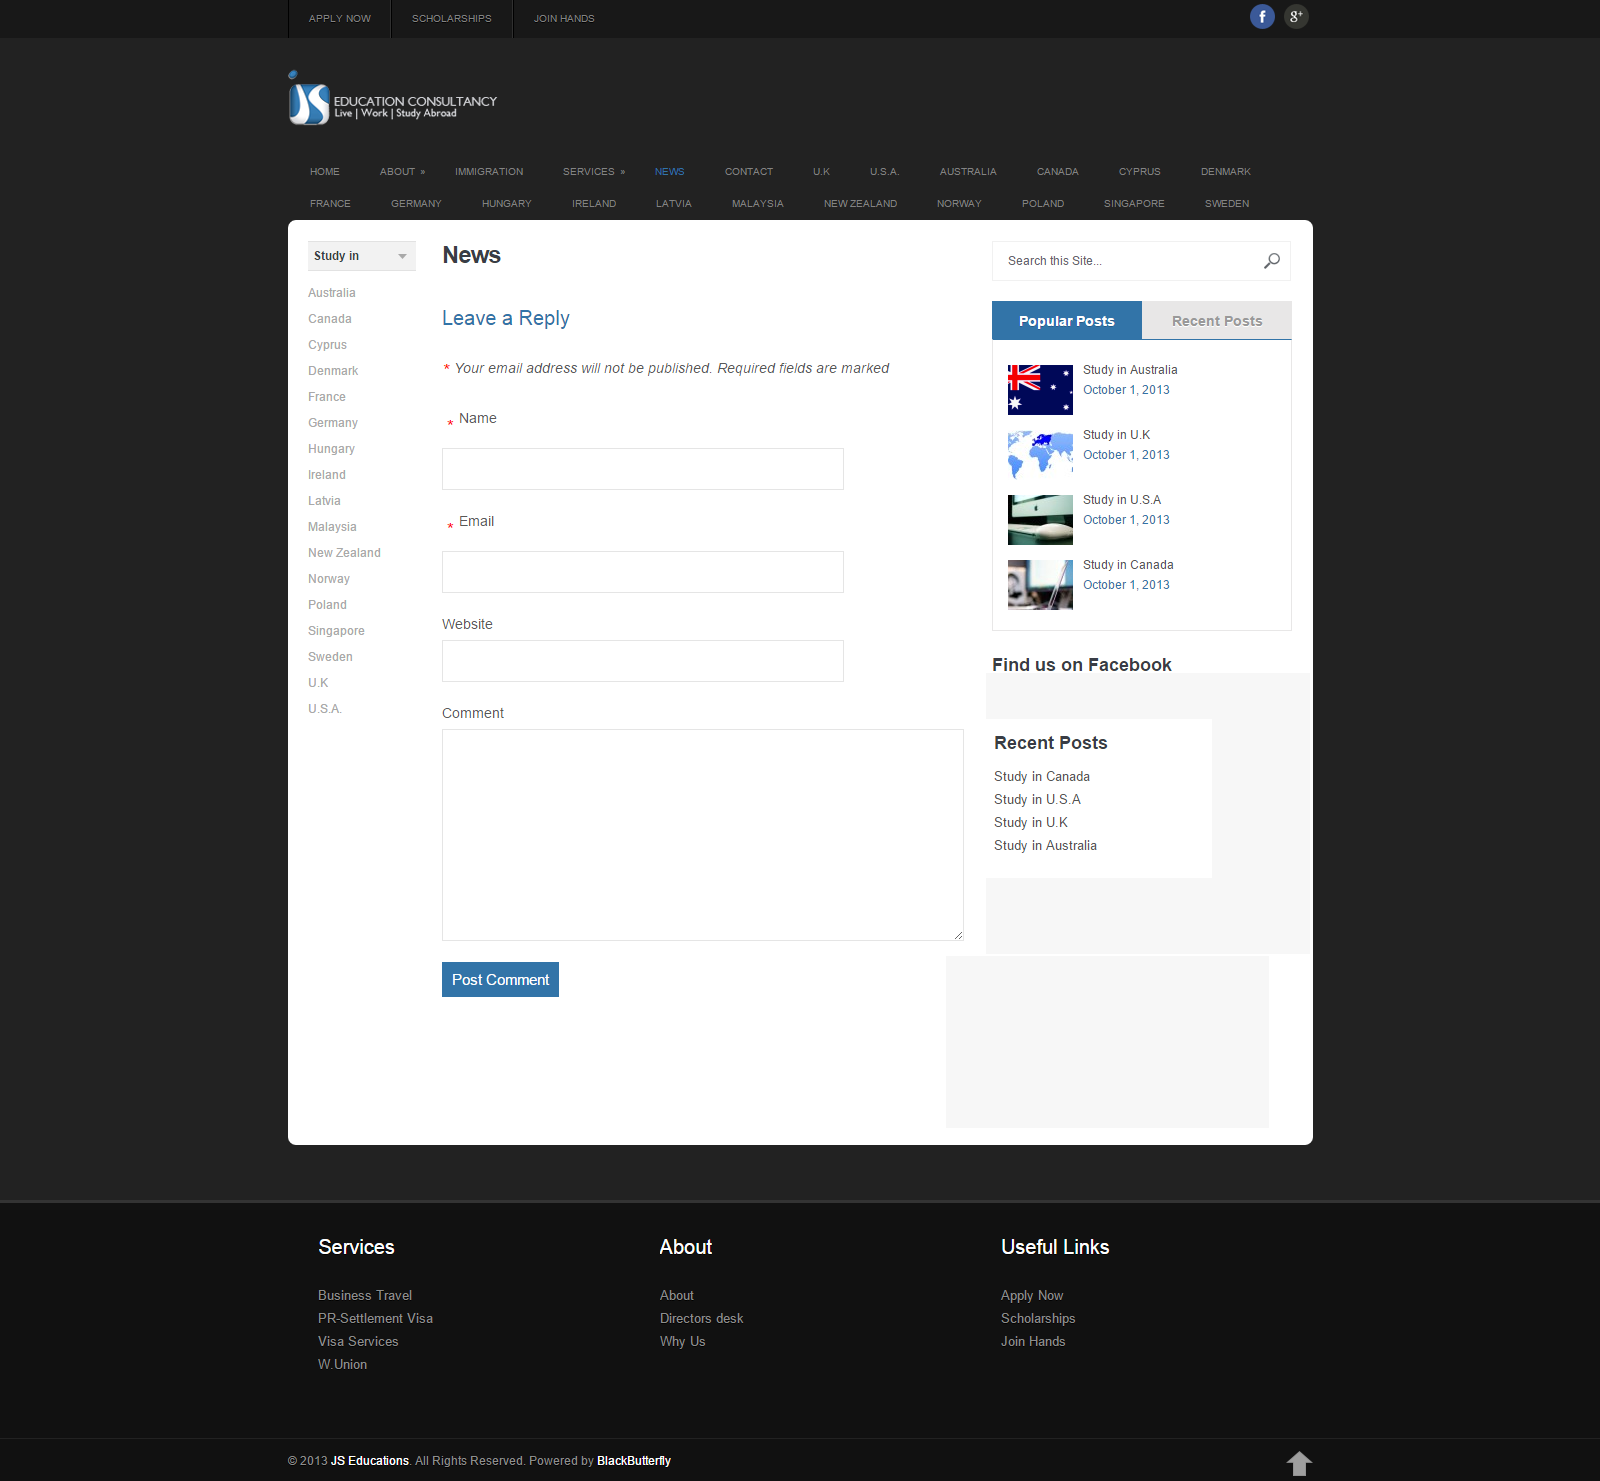 APPLY NOW SCHOLARSHIPS JOIN HANDS
f g+
JS EDUCATION CONSULTANCY
Live | Work | Study Abroad
HOME ABOUT » IMMIGRATION SERVICES » NEWS CONTACT U.K U.S.A. AUSTRALIA CANADA CYPRUS DENMARK
FRANCE GERMANY HUNGARY IRELAND LATVIA MALAYSIA NEW ZEALAND NORWAY POLAND SINGAPORE SWEDEN
Study in
Australia
Canada
Cyprus
Denmark
France
Germany
Hungary
Ireland
Latvia
Malaysia
New Zealand
Norway
Poland
Singapore
Sweden
U.K
U.S.A.
News
Leave a Reply
* Your email address will not be published. Required fields are marked
* Name
* Email
Website
Comment
Post Comment
Search this Site...
Popular Posts Recent Posts
Study in Australia
October 1, 2013
Study in U.K
October 1, 2013
Study in U.S.A
October 1, 2013
Study in Canada
October 1, 2013
Find us on Facebook
Recent Posts
Study in Canada
Study in U.S.A
Study in U.K
Study in Australia
Services
Business Travel
PR-Settlement Visa
Visa Services
W.Union
About
About
Directors desk
Why Us
Useful Links
Apply Now
Scholarships
Join Hands
© 2013 JS Educations. All Rights Reserved. Powered by BlackButterfly